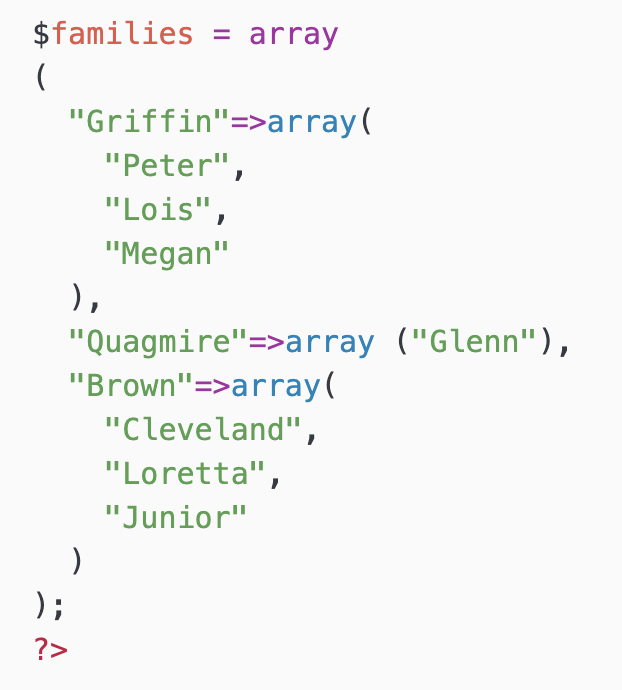 $families = array
(
  "Griffin"=>array(
    "Peter",
    "Lois",
    "Megan"
  ),
  "Quagmire"=>array ("Glenn"),
  "Brown"=>array(
    "Cleveland",
    "Loretta",
    "Junior"
  )
);
?>